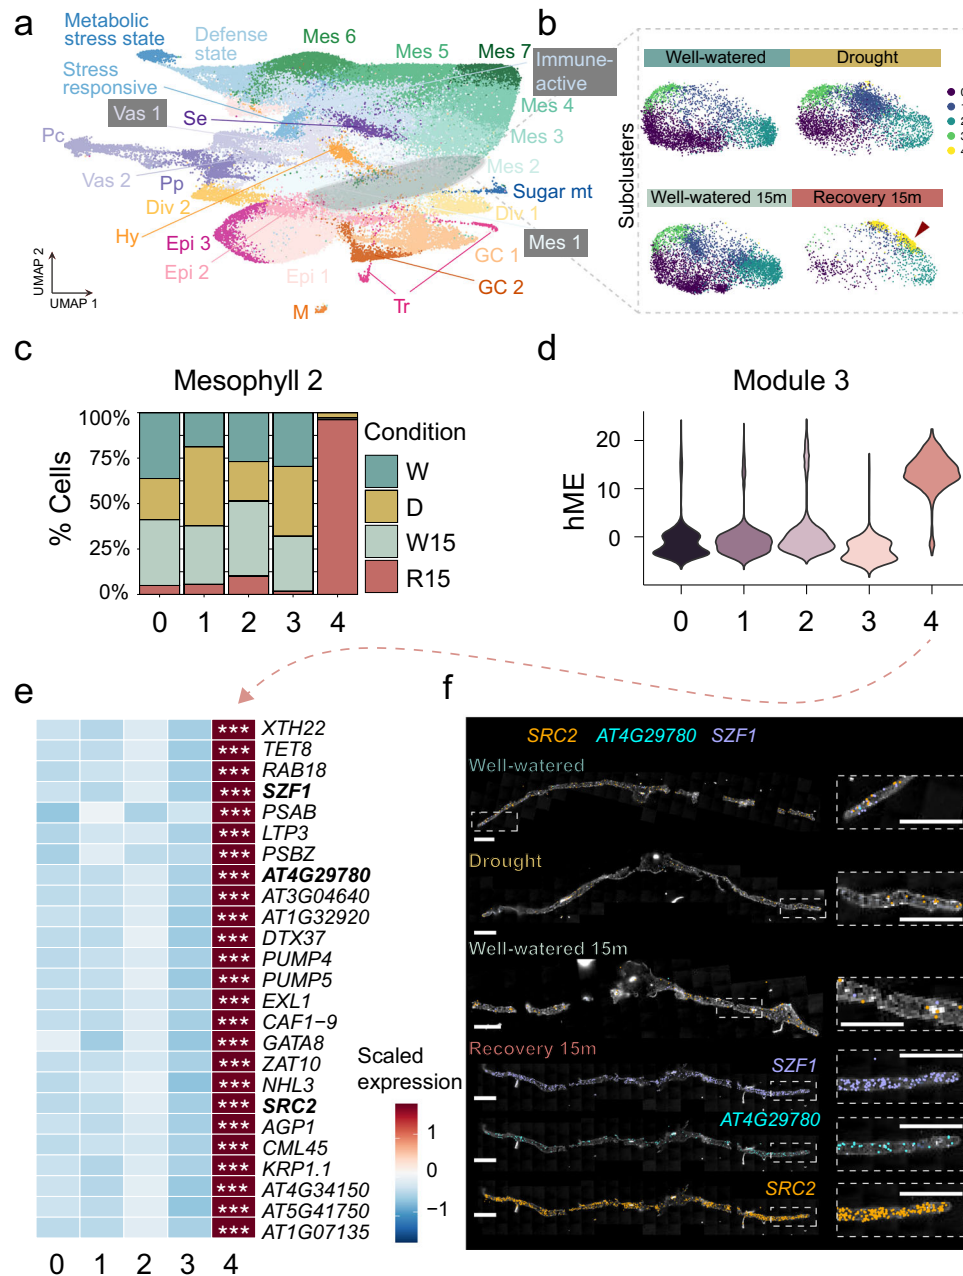 a
Metabolic
stress state
Defense
state
Mes 6
Mes 5
Mes 7
Stress
responsive
Immune-
active
Vas 1
Se
Mes 4
Pc
Mes 3
Vas 2
Mes 2
Pp
Sugar mt
Div 2
Div 1
Hy
Epi 3
Mes 1
GC 1
Epi 2
Epi 1
GC 2
Tr
M
UMAP 2
UMAP 1
b
Well-watered
Drought
0
1
2
3
4
Subclusters
Well-watered 15m
Recovery 15m
c
Mesophyll 2
100%
75%
50%
25%
0%
% Cells
0 1 2 3 4
Condition
W
D
W15
R15
d
Module 3
hME
20
10
0
0 1 2 3 4
e
*** XTH22
*** TET8
*** RAB18
*** SZF1
*** PSAB
*** LTP3
*** PSBZ
*** AT4G29780
*** AT3G04640
*** AT1G32920
*** DTX37
*** PUMP4
*** PUMP5
*** EXL1
*** CAF1−9
*** GATA8
*** ZAT10
*** NHL3
*** SRC2
*** AGP1
*** CML45
*** KRP1.1
*** AT4G34150
*** AT5G41750
*** AT1G07135
0 1 2 3 4
Scaled
expression
1
0
−1
f
SRC2 AT4G29780 SZF1
Well-watered
Drought
Well-watered 15m
Recovery 15m
SZF1
AT4G29780
SRC2